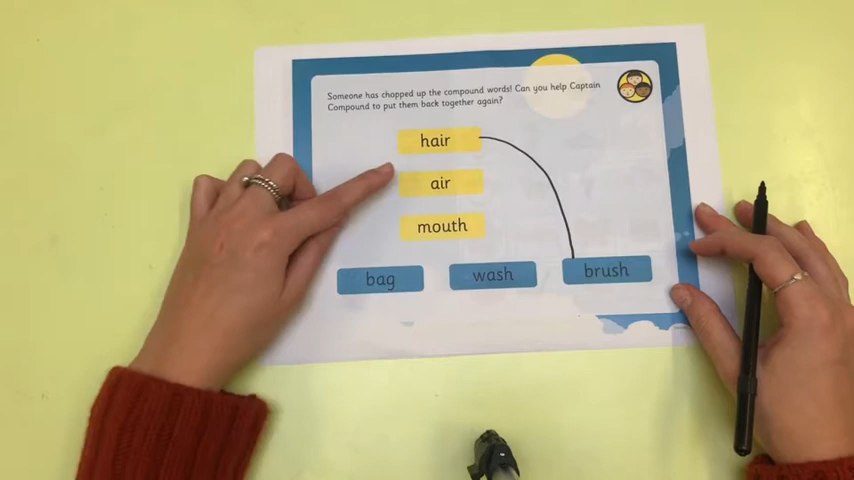 Someone has chopped up the compound words! Can you help Captain
Compound to put them back together again?
hair
air
mouth
bag wash brush